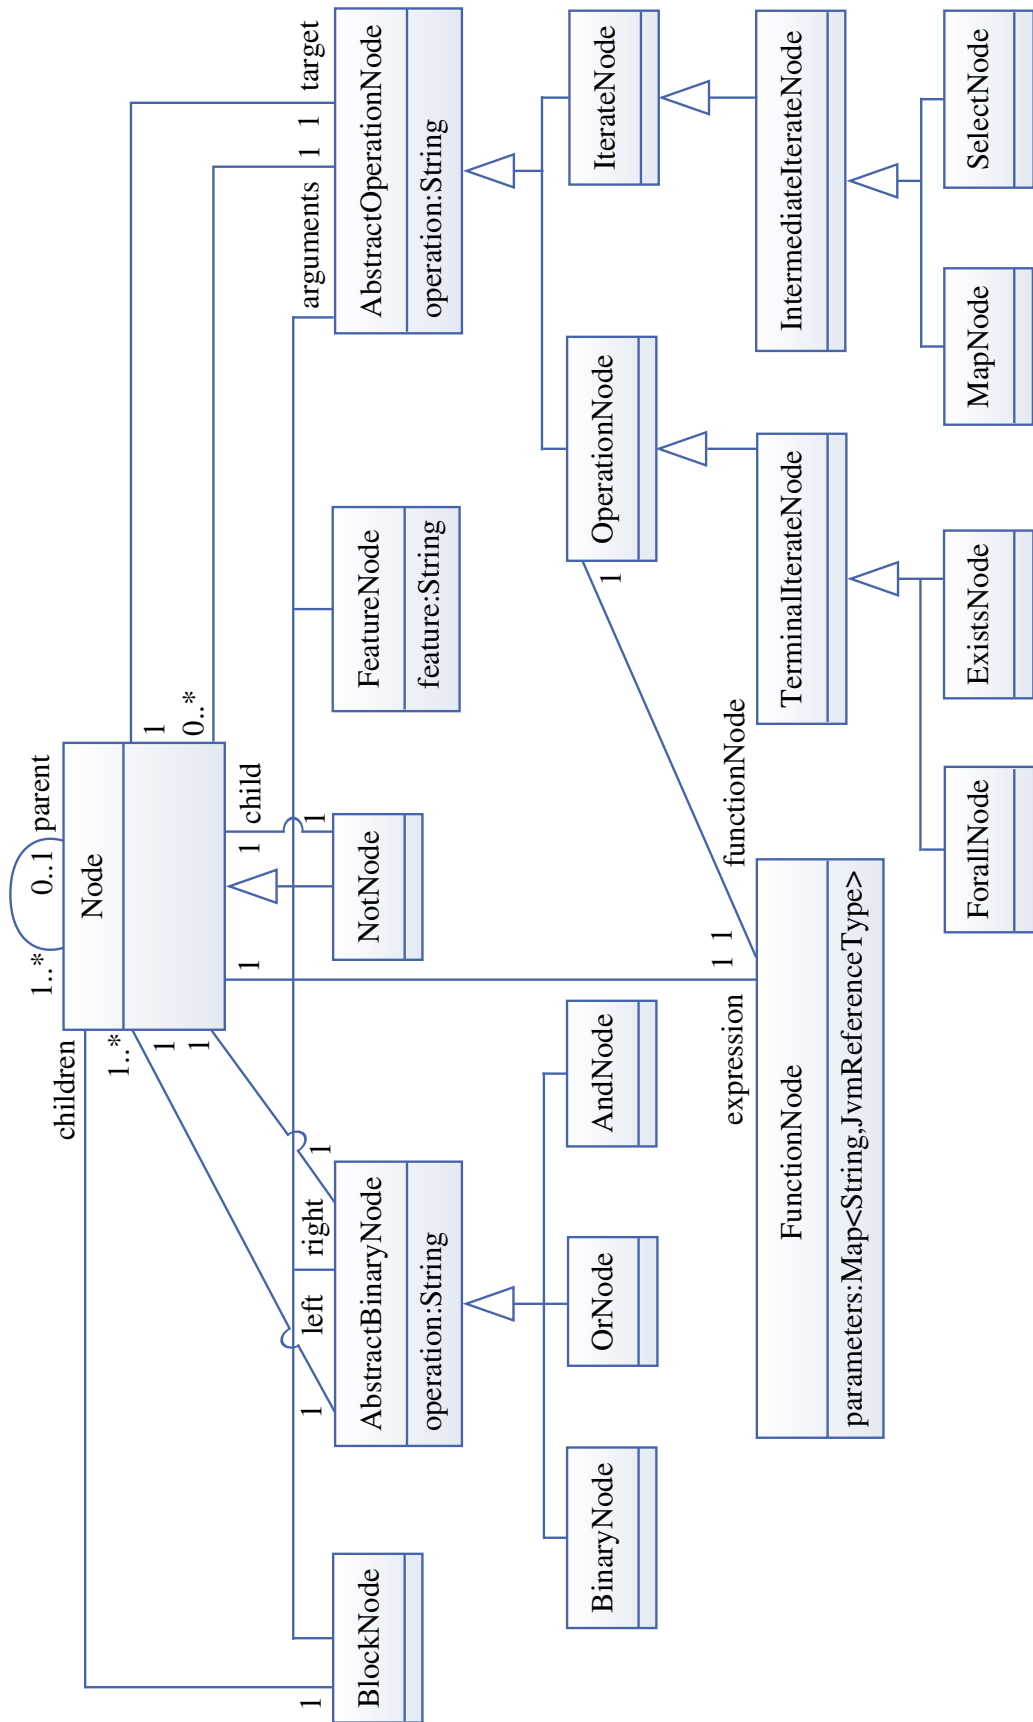 1..*
0..1
parent
Node
children
1..*
1
1
1
1
child
1
0..*
1
1
1
target
arguments
1
left
right
1
1
BlockNode
AbstractBinaryNode
operation:String
NotNode
FeatureNode
feature:String
AbstractOperationNode
operation:String
BinaryNode
OrNode
AndNode
OperationNode
1
IterateNode
expression
1
1
functionNode
FunctionNode
parameters:Map<String,JvmReferenceType>
TerminalIterateNode
IntermediateIterateNode
ForallNode
ExistsNode
MapNode
SelectNode